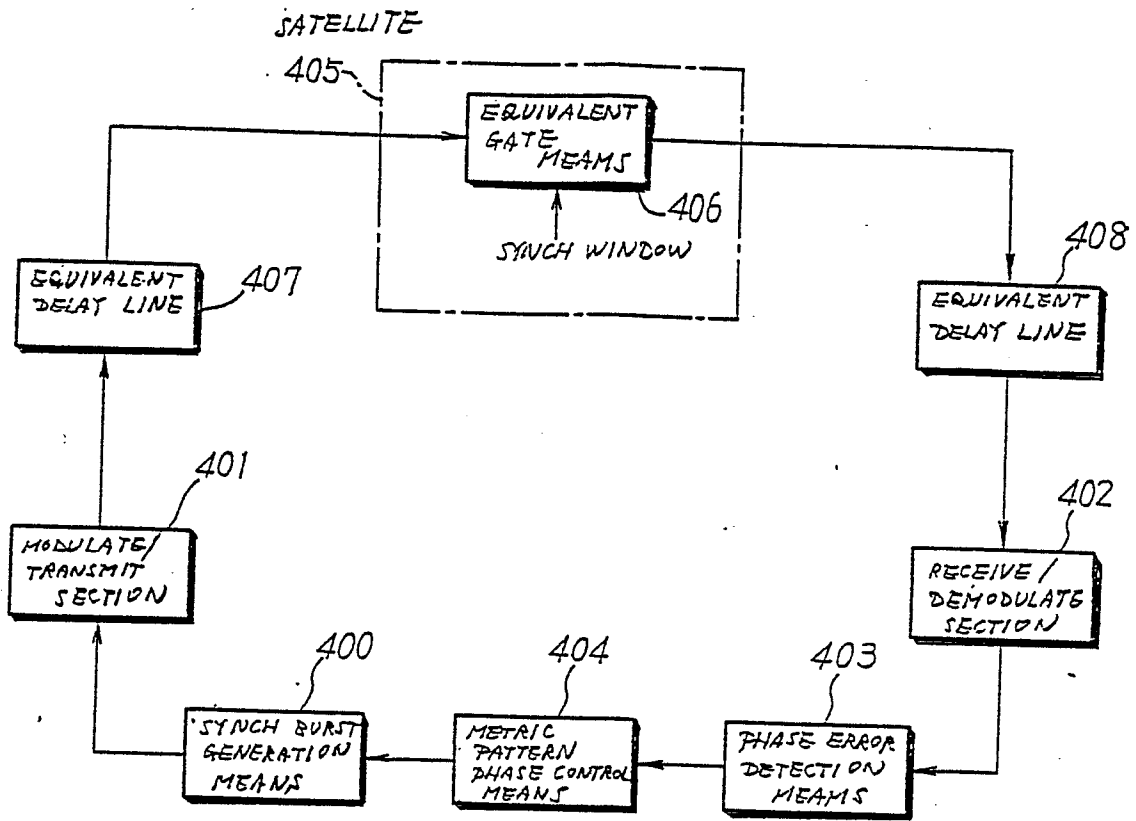 SATELLITE
405
EQUIVALENT
GATE
MEAMS
406
SYNCH WINDOW
EQUIVALENT
DELAY LINE
407
408
EQUIVALENT
DELAY LINE
401
MODULATE/
TRANSMIT
SECTION
402
RECEIVE/
DEMODULATE
SECTION
400
SYNCH BURST
GENERATION
MEANS
404
METRIC
PATTERN
PHASE CONTROL
MEANS
403
PHASE ERROR
DETECTION
MEAMS